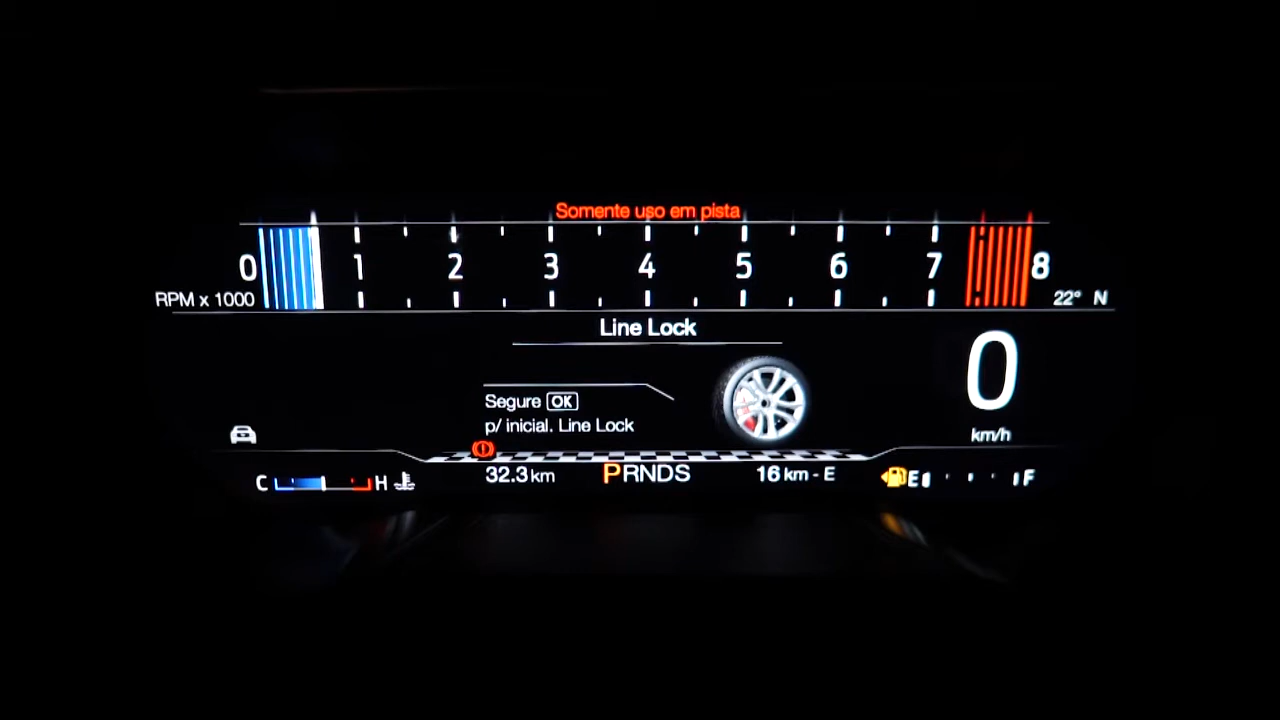 Somente uso em pista
0 1 2 3 4 5 6 7 8
RPM x 1000
22° N
Line Lock
0
km/h
Segure OK
p/ inicial. Line Lock
C H
32.3 km
PRNDS
16 km - E
E F